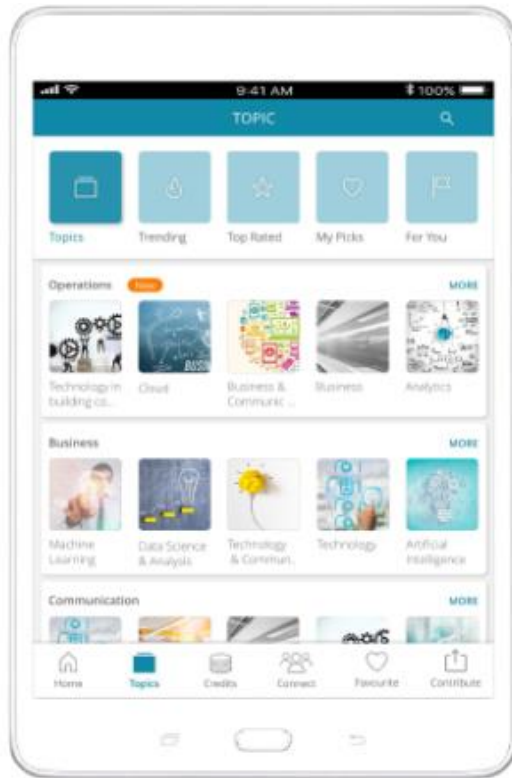 9:41 AM
100%
TOPIC
Topics
Trending
Top Rated
My Picks
For You
Operations
New
MORE
Technology in
building co...
Cloud
Business &
Communic ...
Business
Analytics
Business
MORE
Machine
Learning
Data Science
& Analysis
Technology
& Commun..
Technology
Artificial
Intelligence
Communication
MORE
Home
Topics
Credits
Connect
Favourite
Contribute